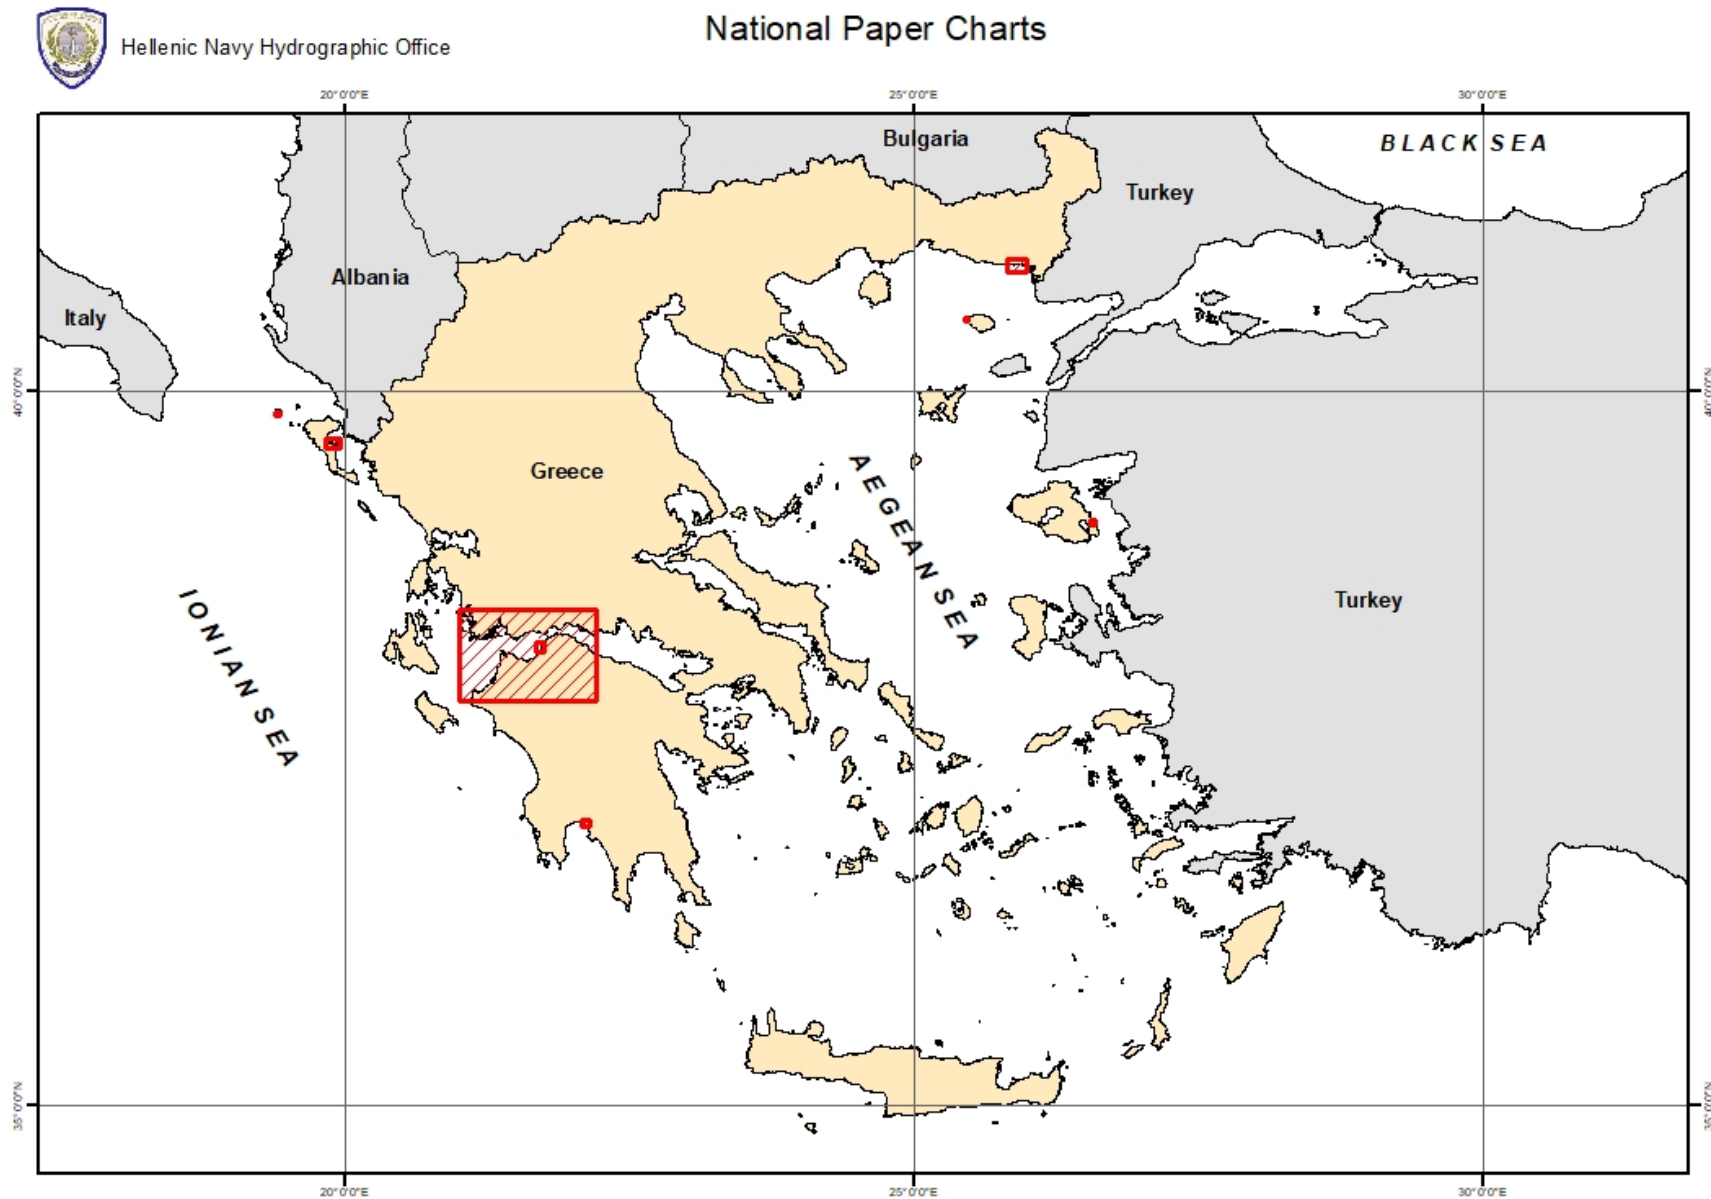 National Paper Charts
Hellenic Navy Hydrographic Office
20°0'0"E
25°0'0"E
30°0'0"E
Bulgaria
BLACK SEA
Turkey
Albania
Italy
40°0'0"N
40°0'0"N
Greece
AEGEAN SEA
IONIAN SEA
Turkey
35°0'0"N
35°0'0"N
20°0'0"E
25°0'0"E
30°0'0"E